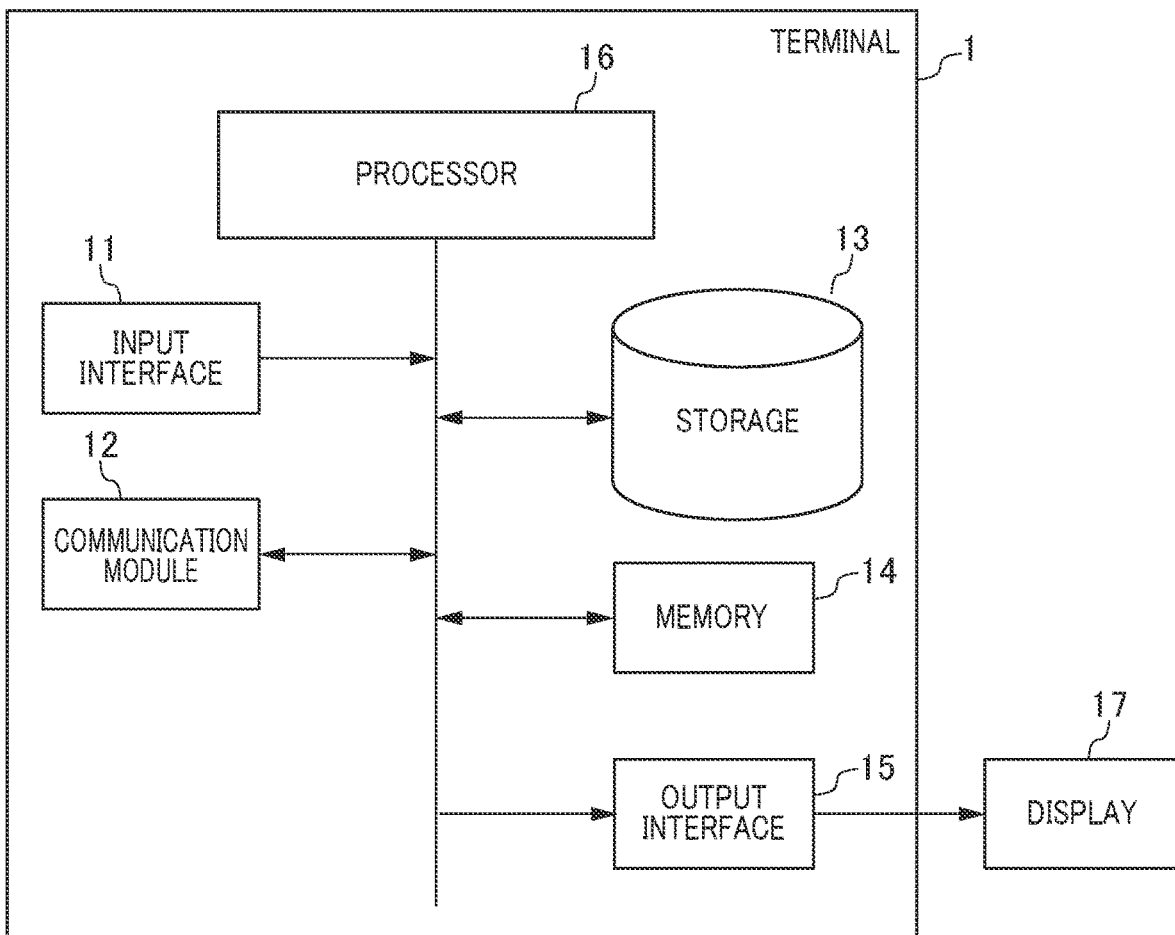 TERMINAL
1
16
PROCESSOR
11
INPUT
INTERFACE
13
STORAGE
12
COMMUNICATION
MODULE
14
MEMORY
15
OUTPUT
INTERFACE
17
DISPLAY